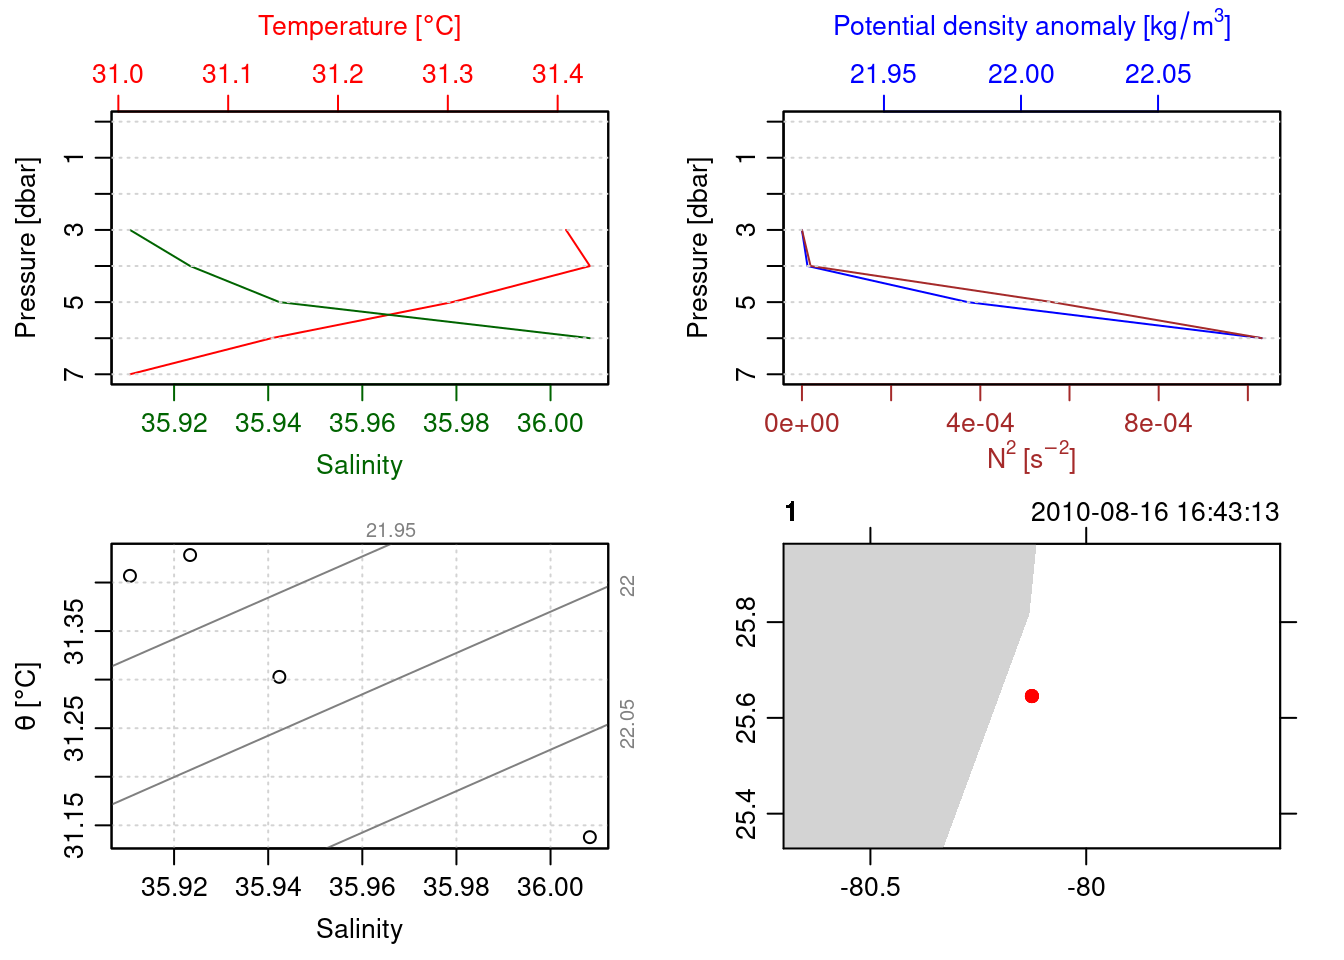 Temperature [°C]
31.0 31.1 31.2 31.3 31.4
Pressure [dbar]
1
3
5
7
35.92 35.94 35.96 35.98 36.00
Salinity
Potential density anomaly [kg/m³]
21.95 22.00 22.05
Pressure [dbar]
1
3
5
7
0e+00 4e-04 8e-04
N² [s⁻²]
21.95
22
22.05
θ [°C]
31.35
31.25
31.15
35.92 35.94 35.96 35.98 36.00
Salinity
1 2010-08-16 16:43:13
25.8
25.6
25.4
-80.5 -80